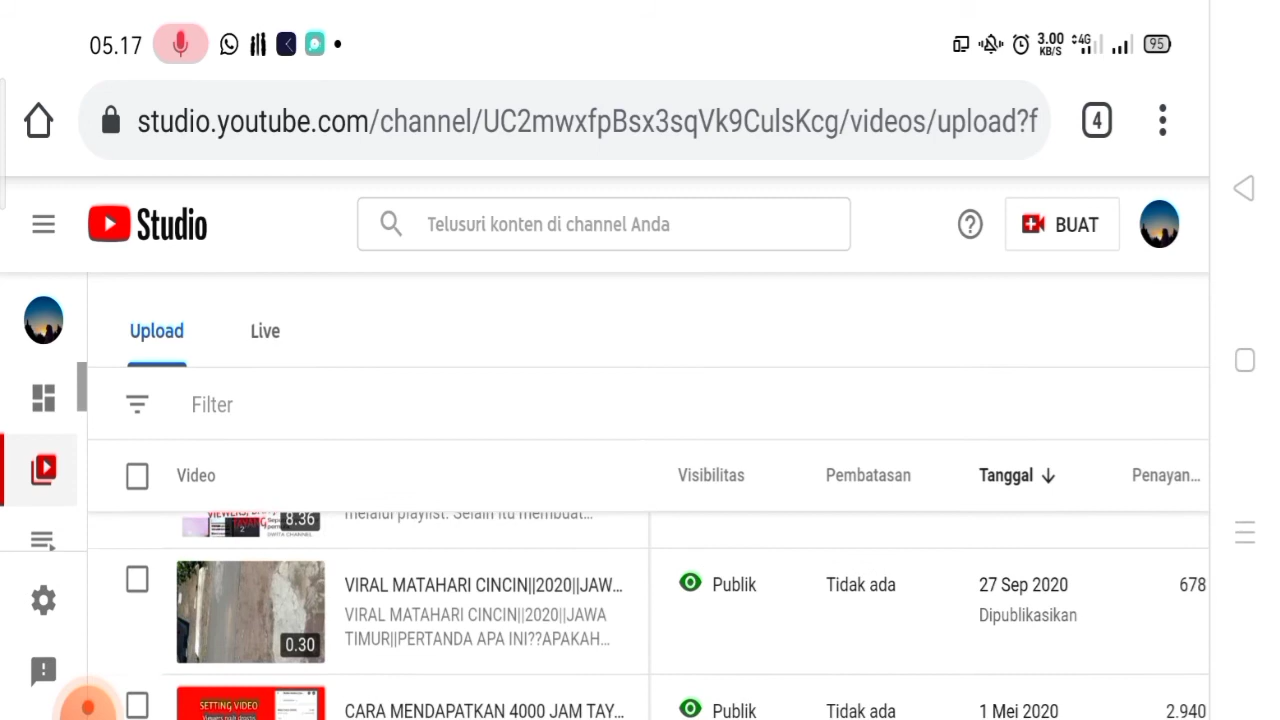 05.17
3.00
KB/S
4G
95
studio.youtube.com/channel/UC2mwxfpBsx3sqVk9CulsKcg/videos/upload?f
4
Studio
Telusuri konten di channel Anda
BUAT
Upload
Live
Filter
Video
Visibilitas
Pembatasan
Tanggal
Penayan...
8.36
DWITA CHANNEL
melalui playlist. Selain itu membuat...
VIRAL MATAHARI CINCIN||2020||JAW...
VIRAL MATAHARI CINCIN||2020||JAWA
TIMUR||PERTANDA APA INI??APAKAH...
0.30
Publik
Tidak ada
27 Sep 2020
Dipublikasikan
678
SETTING VIDEO
CARA MENDAPATKAN 4000 JAM TAY...
Publik
Tidak ada
1 Mei 2020
2.940